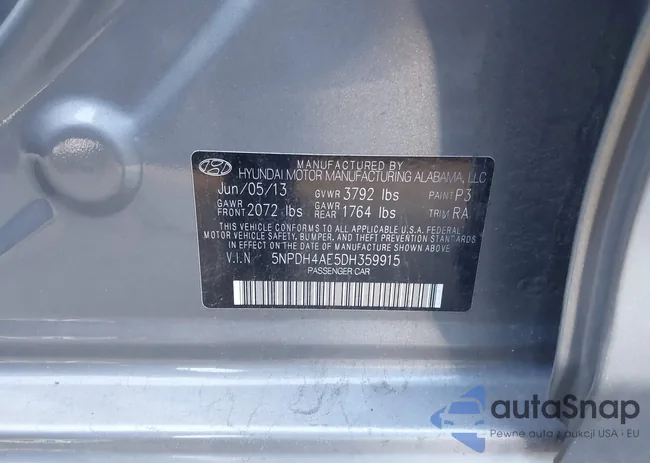 MANUFACTURED BY
HYUNDAI MOTOR MANUFACTURING ALABAMA, LLC
Jun/05/13 GVWR 3792 lbs PAINT P3
GAWR FRONT 2072 lbs GAWR REAR 1764 lbs TRIM RA
THIS VEHICLE CONFORMS TO ALL APPLICABLE U.S.A. FEDERAL
MOTOR VEHICLE SAFETY, BUMPER, AND THEFT PREVENTION
STANDARDS IN EFFECT ON THE DATE OF MANUFACTURE SHOWN ABOVE.
V.I.N 5NPDH4AE5DH359915
PASSENGER CAR
autoSnap
Pewne auta z aukcji USA · EU